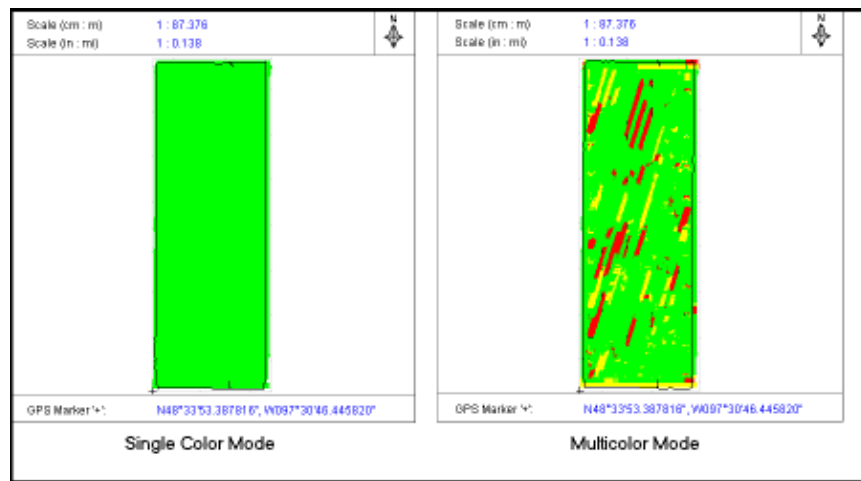 Scale (cm : m) 1 : 87.376
Scale (in : mi) 1 : 0.138
N
GPS Marker '+': N48°33'53.387816", W097°30'46.445820"
Single Color Mode
Scale (cm : m) 1 : 87.376
Scale (in : mi) 1 : 0.138
N
GPS Marker '+': N48°33'53.387816", W097°30'46.445820"
Multicolor Mode